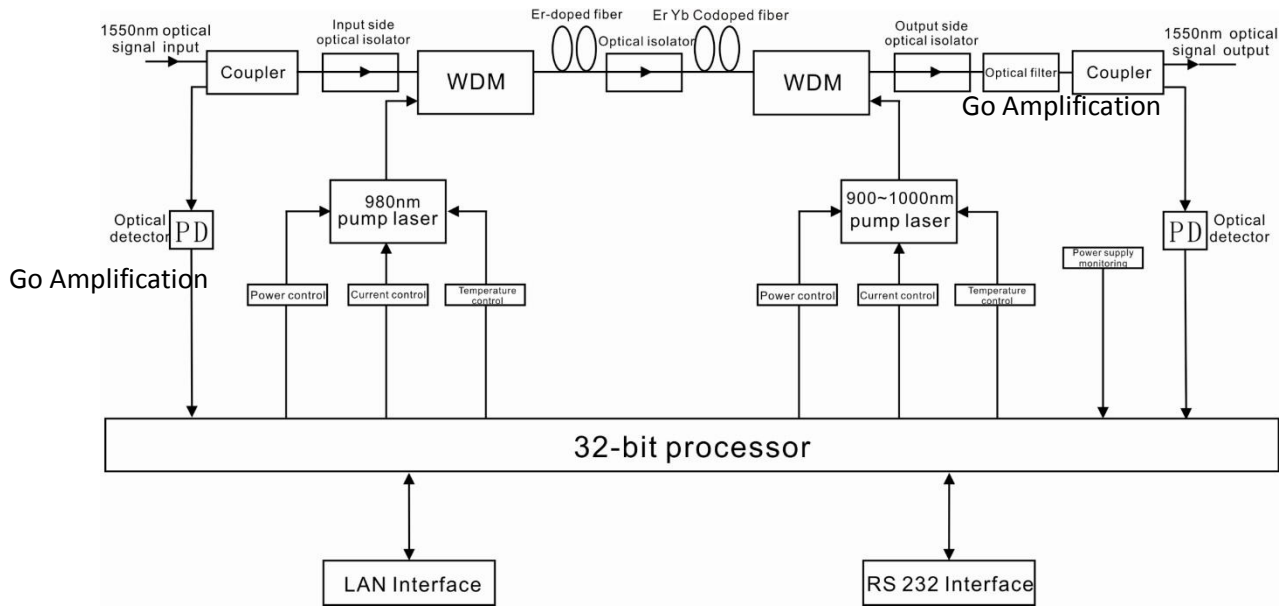 1550nm optical
signal input
Coupler
Input side
optical isolator
WDM
Er-doped fiber
Optical isolator
Er Yb Codoped fiber
WDM
Output side
optical isolator
Optical filter
Coupler
1550nm optical
signal output
Go Amplification
980nm
pump laser
900~1000nm
pump laser
Optical
detector
PD
PD
Optical
detector
Go Amplification
Power control
Current control
Temperature
control
Power control
Current control
Temperature
control
Power supply
monitoring
32-bit processor
LAN Interface
RS 232 Interface